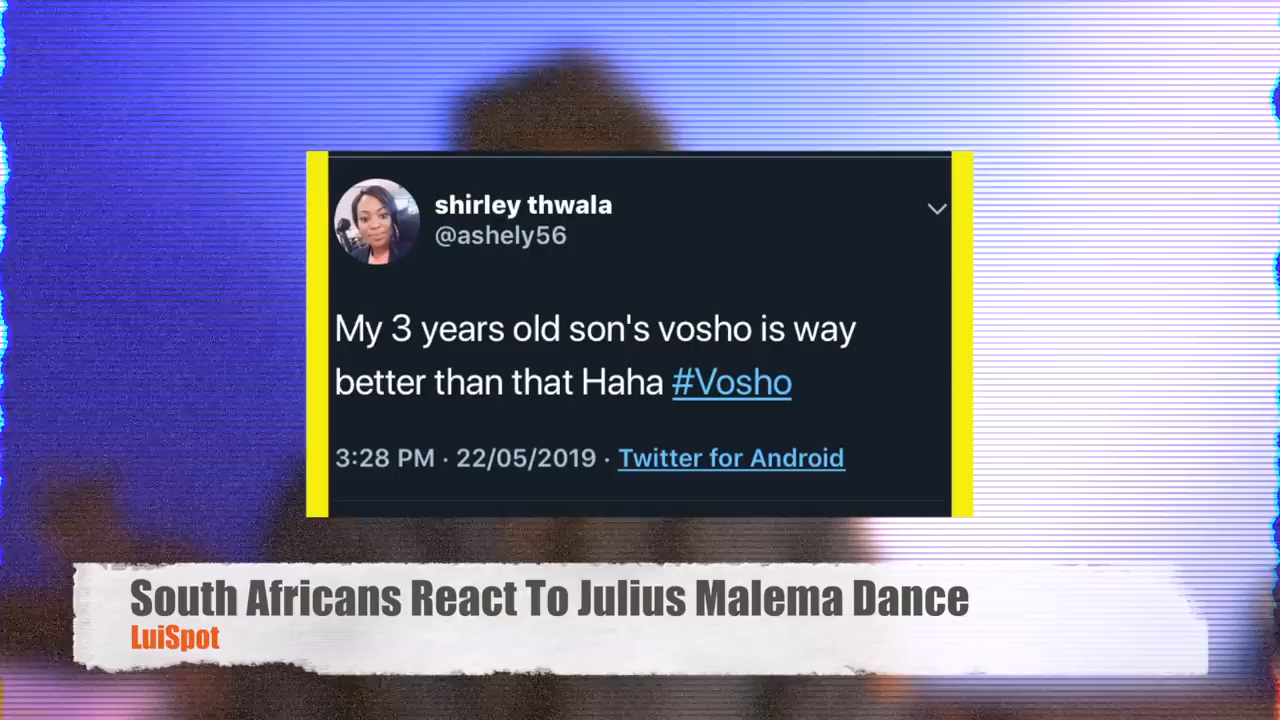 shirley thwala
@ashely56
My 3 years old son's vosho is way
better than that Haha #Vosho
3:28 PM · 22/05/2019 · Twitter for Android
South Africans React To Julius Malema Dance
LuiSpot